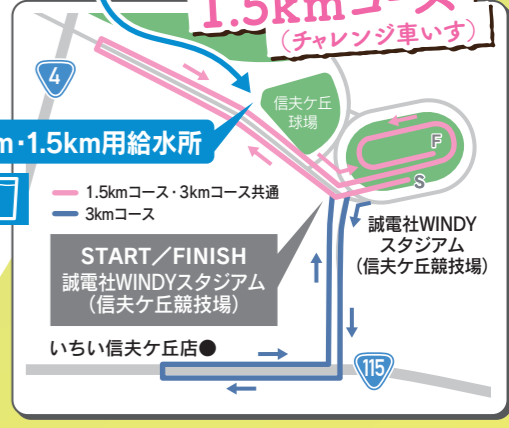 1.5kmコース
(チャレンジ車いす)
4
信夫ケ丘
球場
m・1.5km用給水所
F
S
1.5kmコース・3kmコース共通
3kmコース
誠電社WINDY
スタジアム
(信夫ケ丘競技場)
START/FINISH
誠電社WINDYスタジアム
(信夫ケ丘競技場)
いちい信夫ケ丘店●
115